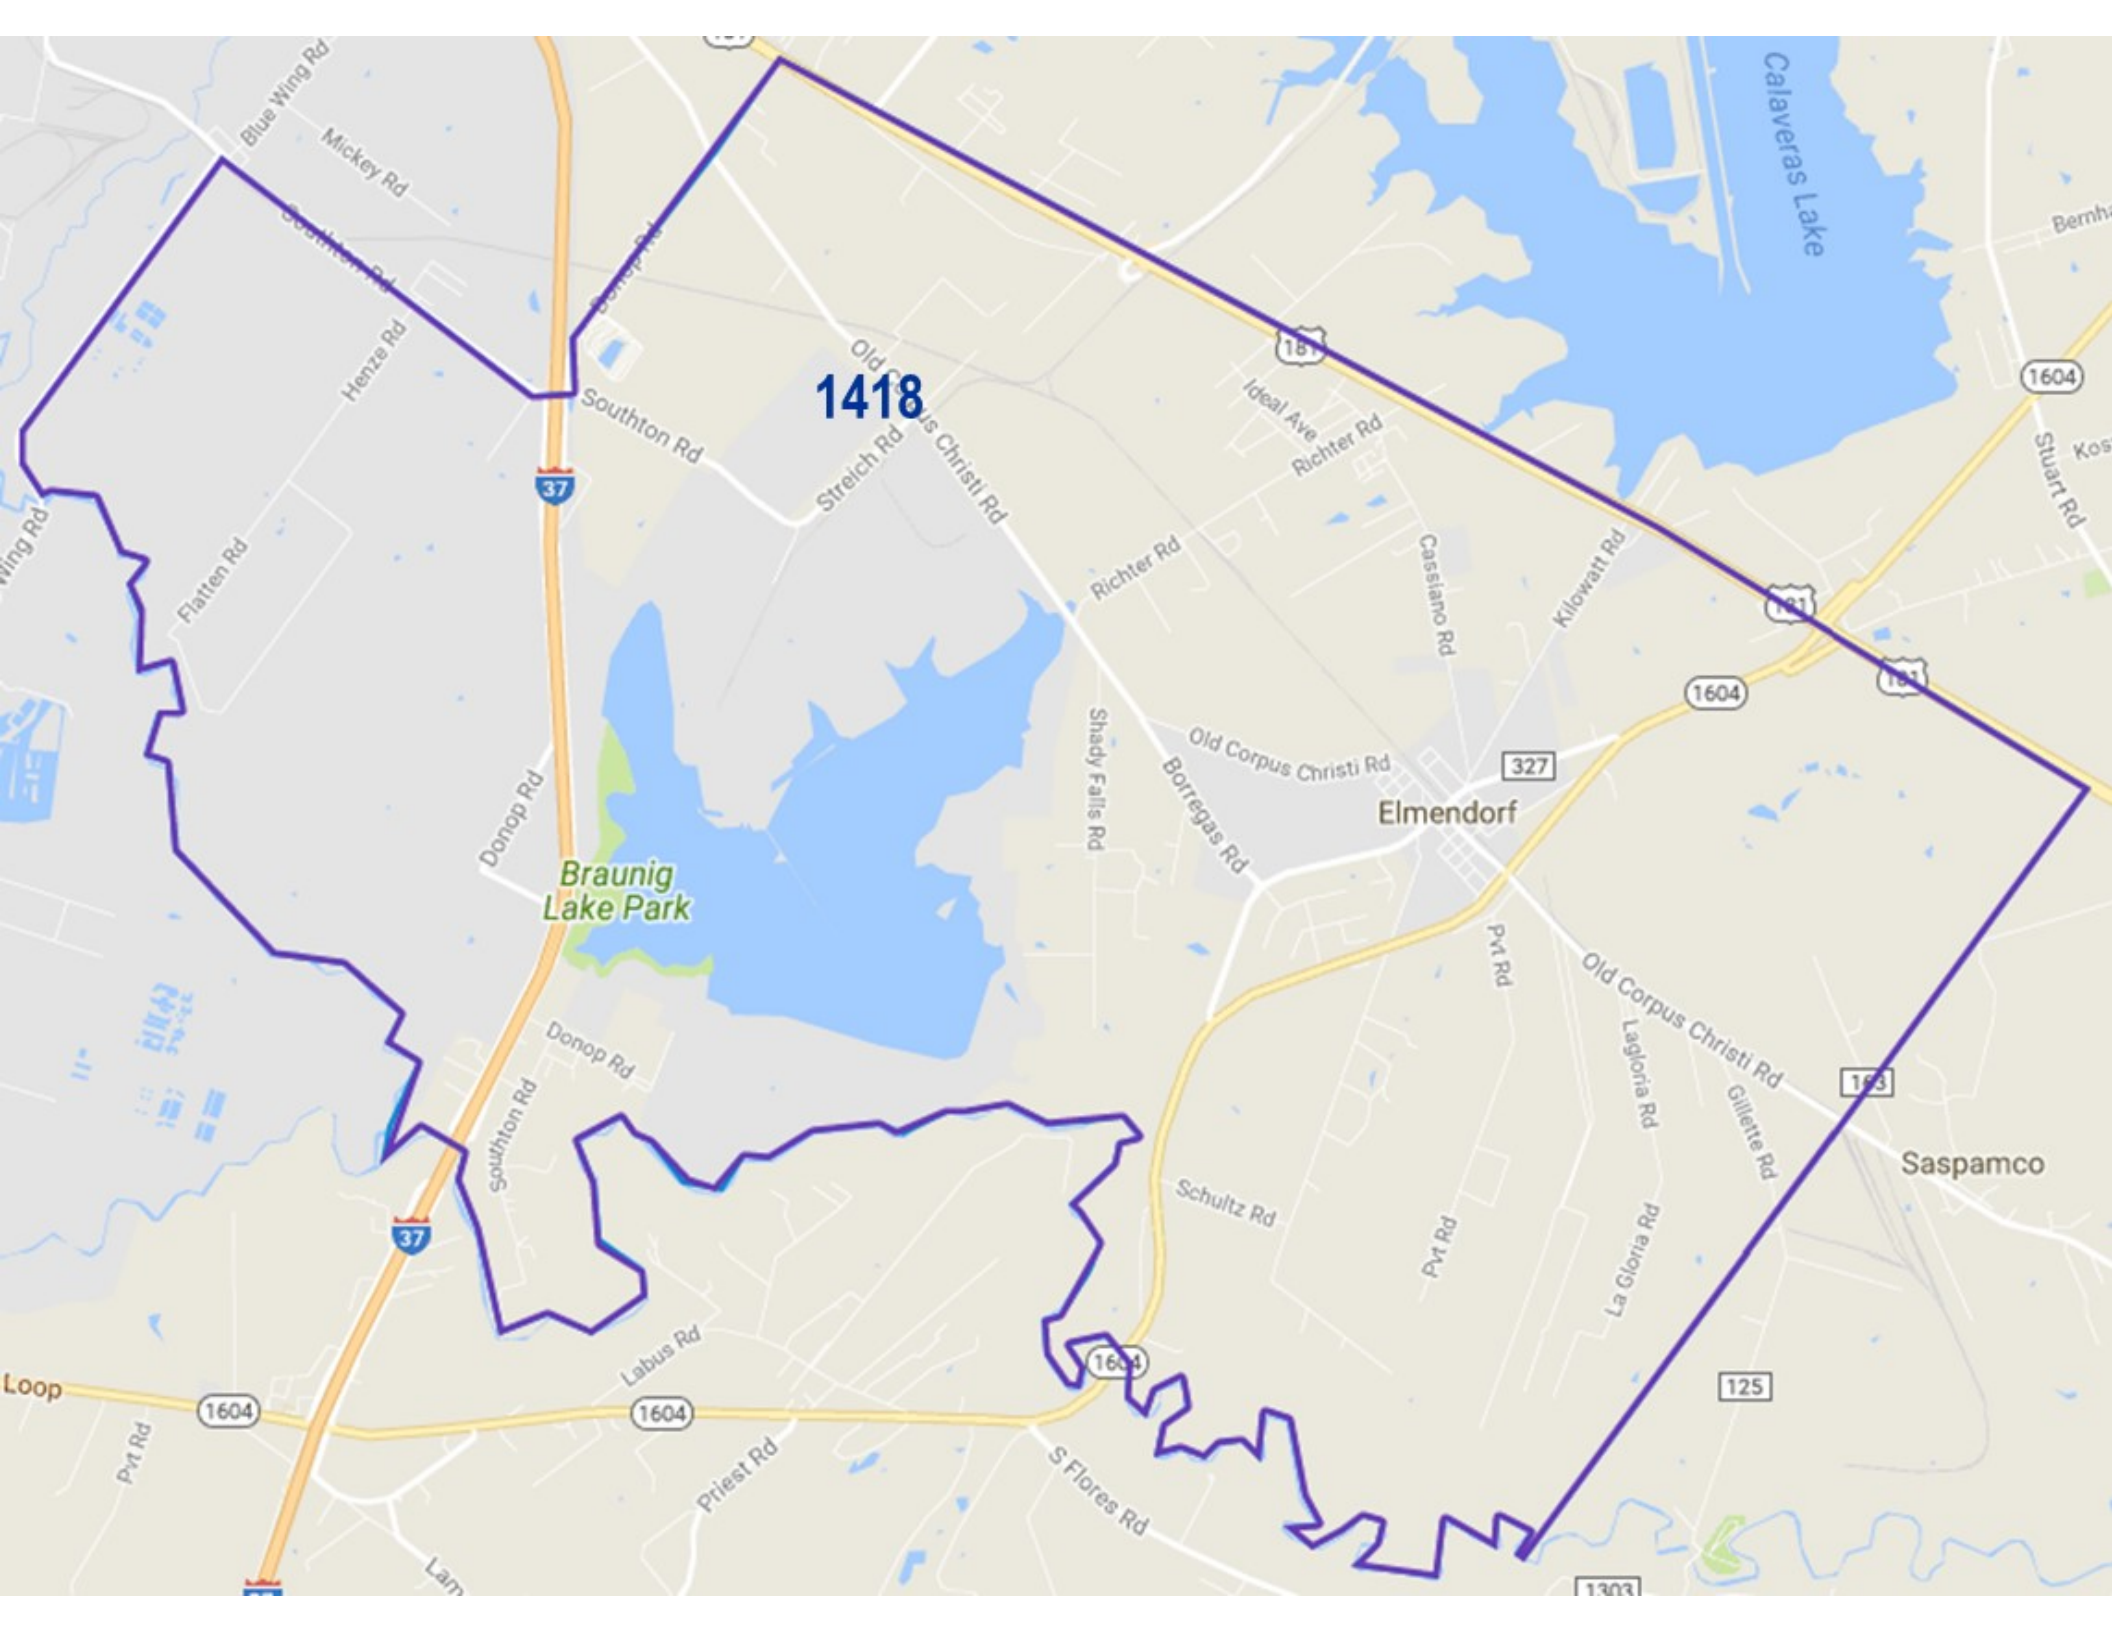 181
Blue Wing Rd
Mickey Rd
Calaveras Lake
Southton Rd
Donop Rd
Bernha
Henze Rd
181
Old Corpus Christi Rd
1418
1604
Ideal Ave
Southton Rd
Richter Rd
Streich Rd
Stuart Rd
Kos
37
Wing Rd
Flatten Rd
Richter Rd
Cassiano Rd
Kilowatt Rd
181
181
1604
Shady Falls Rd
Old Corpus Christi Rd
327
Borregas Rd
Elmendorf
Donop Rd
Braunig
Lake Park
Pvt Rd
Old Corpus Christi Rd
Donop Rd
Lagloria Rd
163
Southton Rd
Gillette Rd
Saspamco
Schultz Rd
37
Pvt Rd
La Gloria Rd
Labus Rd
1604
Loop
125
1604
1604
Pvt Rd
Priest Rd
S Flores Rd
Lam
1303